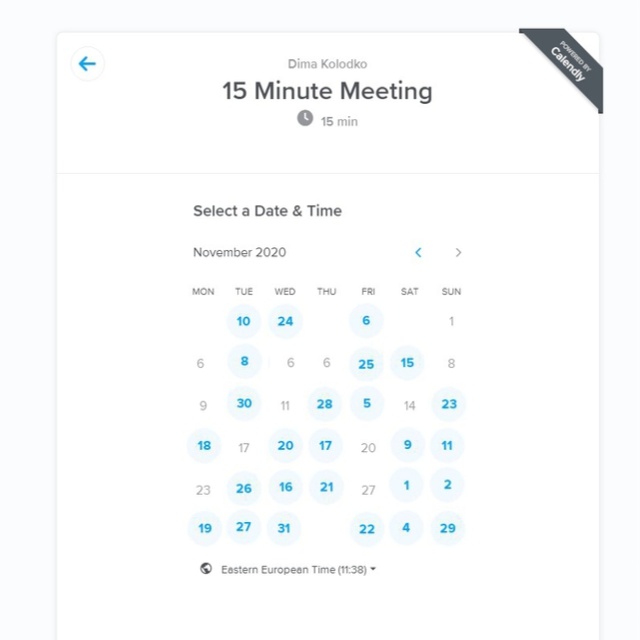 POWERED BY
Calendly
Dima Kolodko
15 Minute Meeting
15 min
Select a Date & Time
November 2020
MON TUE WED THU FRI SAT SUN
10 24 6 1
6 8 6 6 25 15 8
9 30 11 28 5 14 23
18 17 20 17 20 9 11
23 26 16 21 27 1 2
19 27 31 22 4 29
Eastern European Time (11:38)